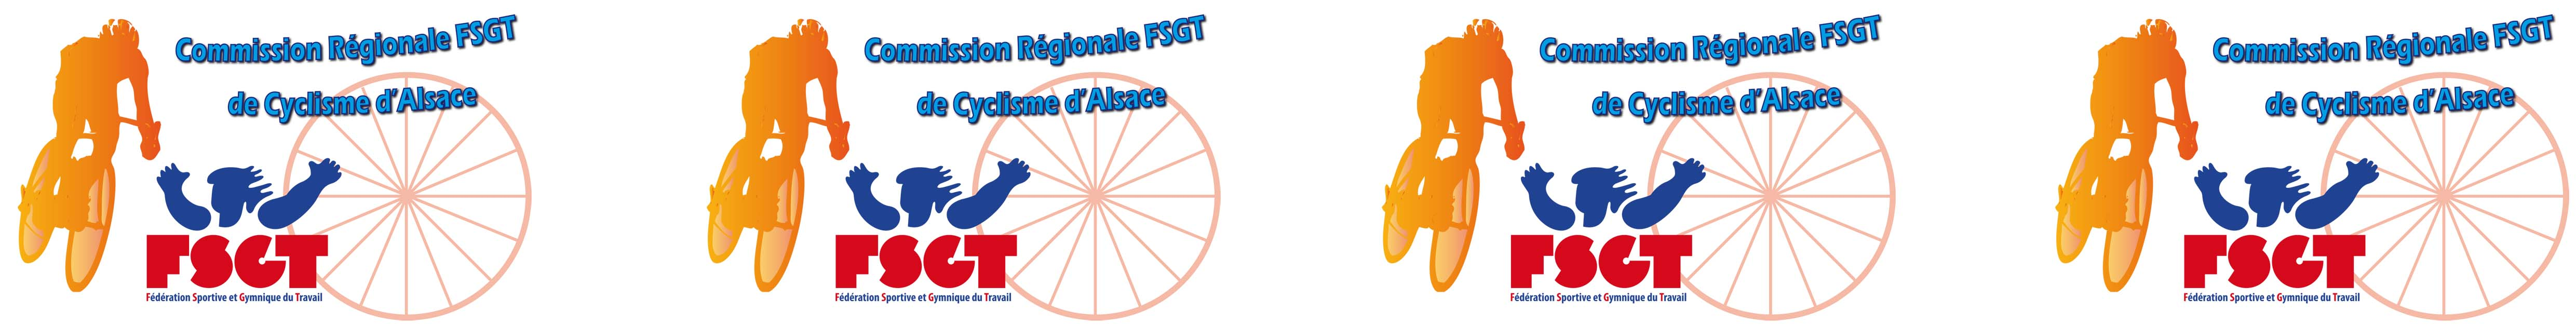 Commission Régionale FSGT
de Cyclisme d'Alsace
FSGT
Fédération Sportive et Gymnique du Travail
Commission Régionale FSGT
de Cyclisme d'Alsace
FSGT
Fédération Sportive et Gymnique du Travail
Commission Régionale FSGT
de Cyclisme d'Alsace
FSGT
Fédération Sportive et Gymnique du Travail
Commission Régionale FSGT
de Cyclisme d'Alsace
FSGT
Fédération Sportive et Gymnique du Travail